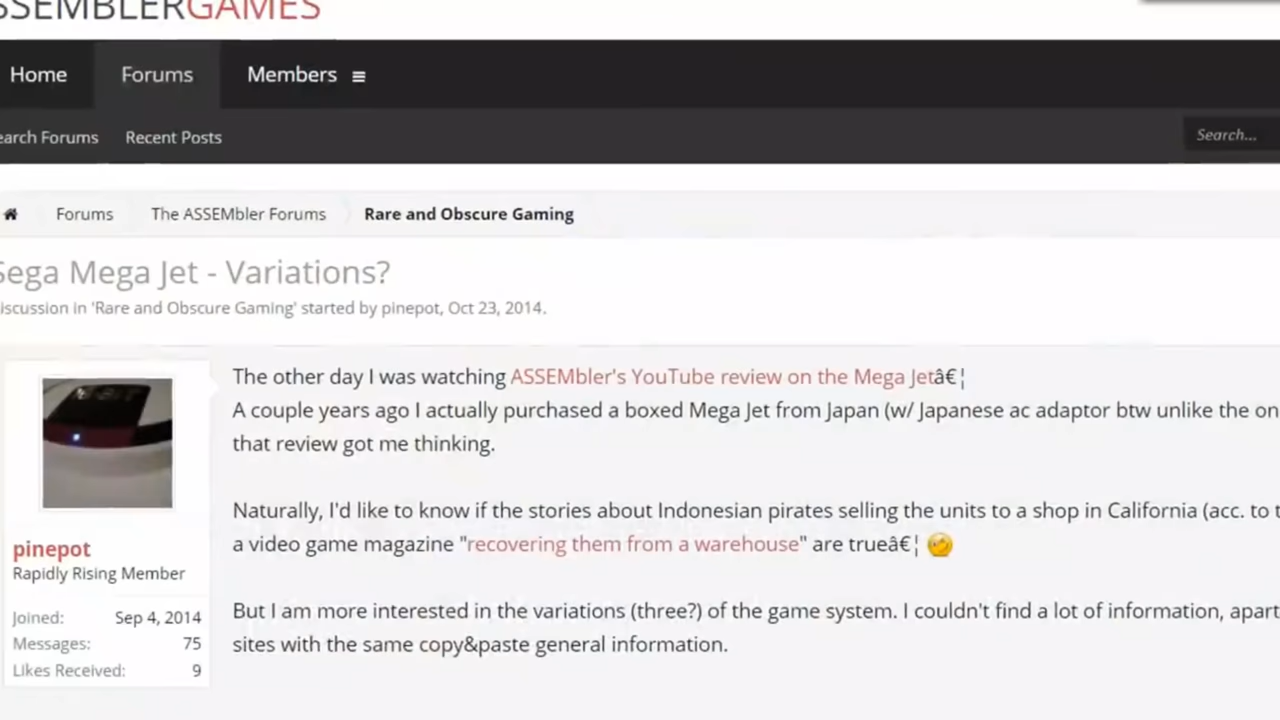 SSEMBLERGAMES
Home Forums Members ≡
earch Forums Recent Posts Search...
Forums The ASSEMbler Forums Rare and Obscure Gaming
Sega Mega Jet - Variations?
iscussion in 'Rare and Obscure Gaming' started by pinepot, Oct 23, 2014.
The other day I was watching ASSEMbler's YouTube review on the Mega Jetâ€¦
A couple years ago I actually purchased a boxed Mega Jet from Japan (w/ Japanese ac adaptor btw unlike the on
that review got me thinking.
Naturally, I'd like to know if the stories about Indonesian pirates selling the units to a shop in California (acc. to t
a video game magazine "recovering them from a warehouse" are trueâ€¦
But I am more interested in the variations (three?) of the game system. I couldn't find a lot of information, apart
sites with the same copy&paste general information.
pinepot
Rapidly Rising Member
Joined: Sep 4, 2014
Messages: 75
Likes Received: 9